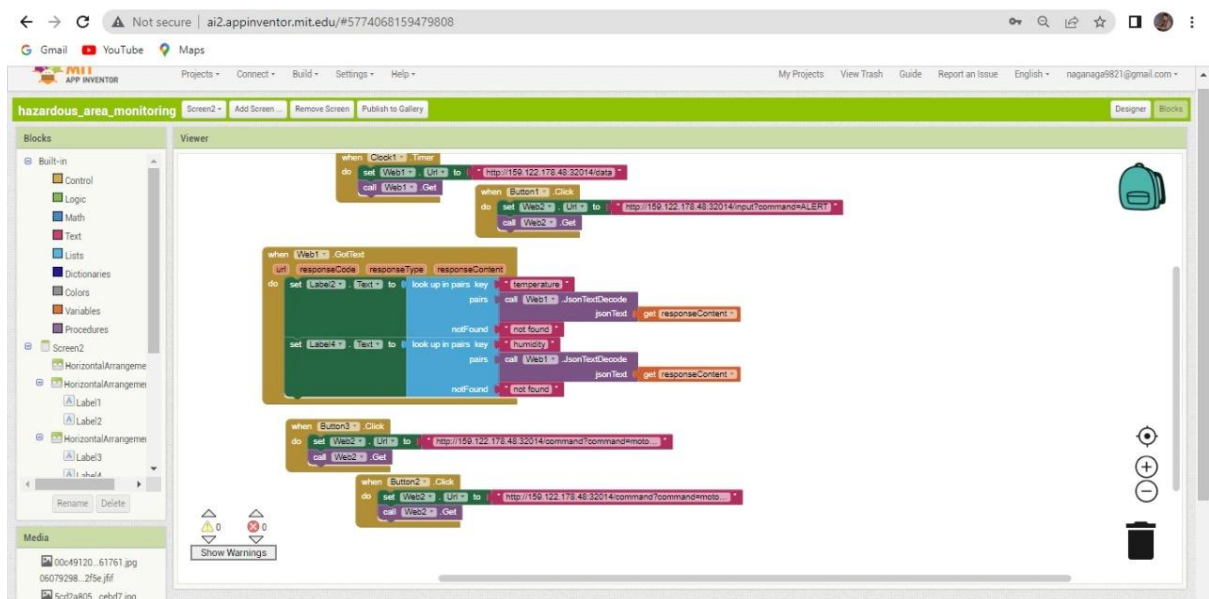 Not secure | ai2.appinventor.mit.edu/#5774068159479808
Gmail YouTube Maps
MIT
APP INVENTOR
Projects Connect Build Settings Help My Projects View Trash Guide Report an Issue English naganaga9821@gmail.com
hazardous_area_monitoring Screen2 Add Screen ... Remove Screen Publish to Gallery Designer Blocks
Blocks
Built-in
Control
Logic
Math
Text
Lists
Dictionaries
Colors
Variables
Procedures
Screen2
HorizontalArrangeme
HorizontalArrangemer
Label1
Label2
HorizontalArrangemer
Label3
Label4
Rename Delete
Media
00c49120...61761.jpg
06079298...2f5e.jfif
5cd2a805...cebd7.jpg
Viewer
when Clock1 .Timer
do set Web1 . Url to " http://159.122.178.48:32014/data "
call Web1 .Get
when Button1 .Click
do set Web2 . Url to " http://159.122.178.48:32014/input?command=ALERT) "
call Web2 .Get
when Web1 .GotText
url responseCode responseType responseContent
do set Label2 . Text to look up in pairs key " temperature "
pairs call Web1 .JsonTextDecode
jsonText get responseContent
notFound " not found "
set Label4 . Text to look up in pairs key " humidity "
pairs call Web1 .JsonTextDecode
jsonText get responseContent
notFound " not found "
when Button3 .Click
do set Web2 . Url to " http://159.122.178.48:32014/command?command=moto... "
call Web2 .Get
when Button2 .Click
do set Web2 . Url to " http://159.122.178.48:32014/command?command=moto... "
call Web2 .Get
0 0
Show Warnings